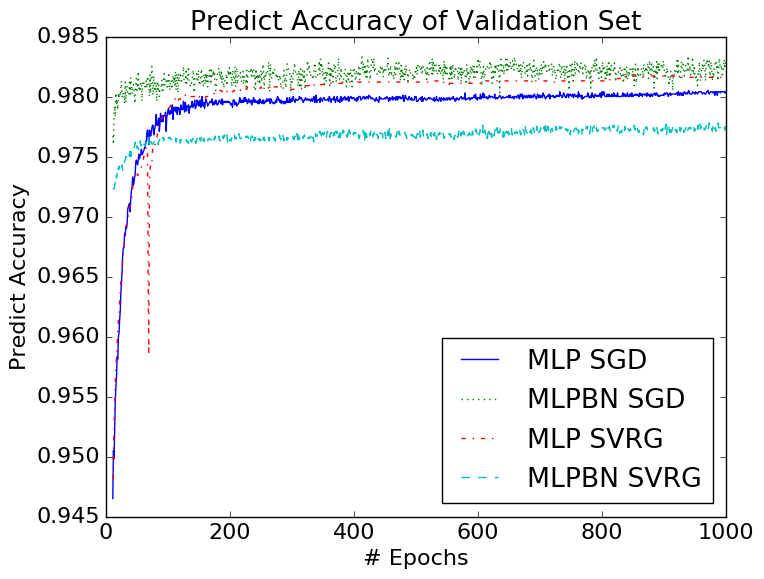 Predict Accuracy of Validation Set
0.985
0.980
0.975
0.970
0.965
0.960
0.955
0.950
0.945
Predict Accuracy
MLP SGD
MLPBN SGD
MLP SVRG
MLPBN SVRG
0 200 400 600 800 1000
# Epochs